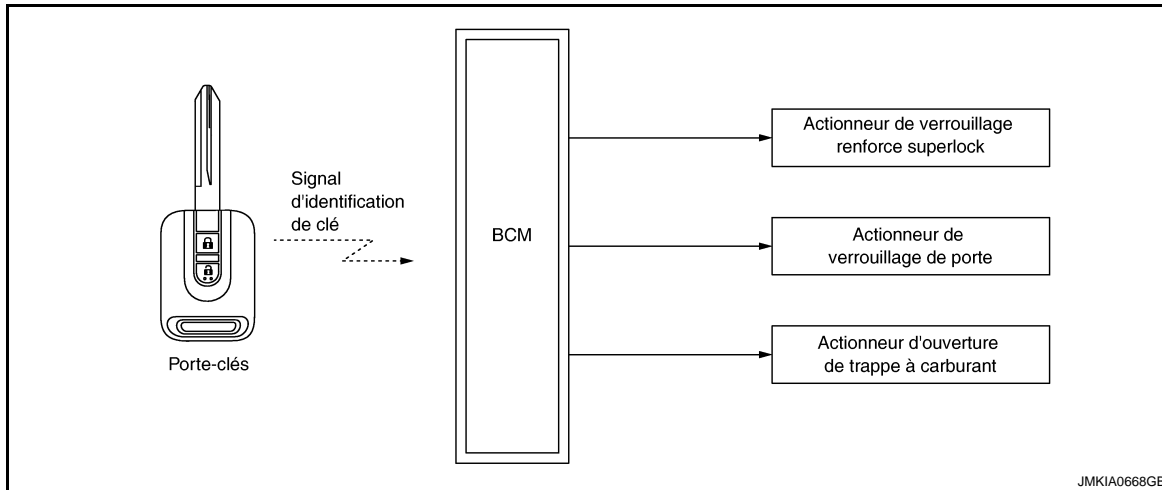 Signal
d'identification
de clé
Porte-clés
BCM
Actionneur de verrouillage
renforce superlock
Actionneur de
verrouillage de porte
Actionneur d'ouverture
de trappe à carburant
JMKIA0668GB